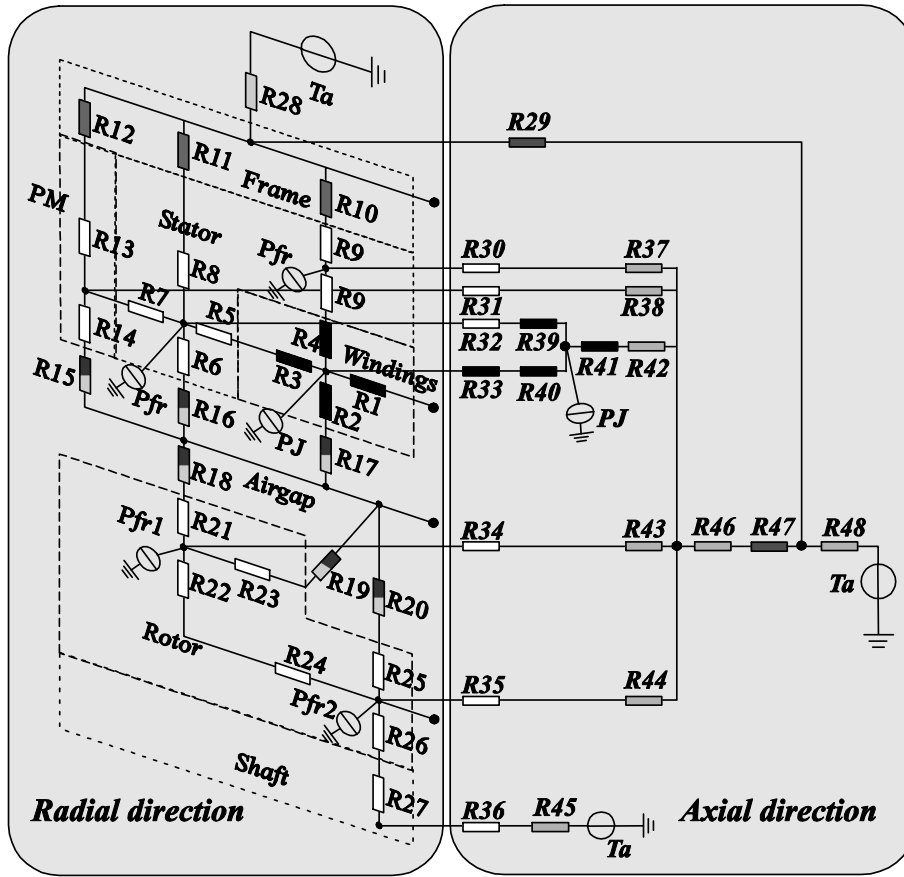 Ta
R28
R12
R11
R29
Frame
R10
PM
Stator
Pfr
R9
R30
R37
R13
R8
R9
R31
R38
R7
R5
R14
R4
R32
R39
Windings
R6
R3
R41
R42
R15
R1
R33
R40
Pfr
R16
R2
PJ
PJ
R17
R18
Airgap
Pfr1
R21
R34
R43
R46
R47
R48
R22
R23
R19
R20
Ta
Rotor
R24
R25
R35
R44
Pfr2
R26
Shaft
R27
R36
R45
Ta
Radial direction
Axial direction